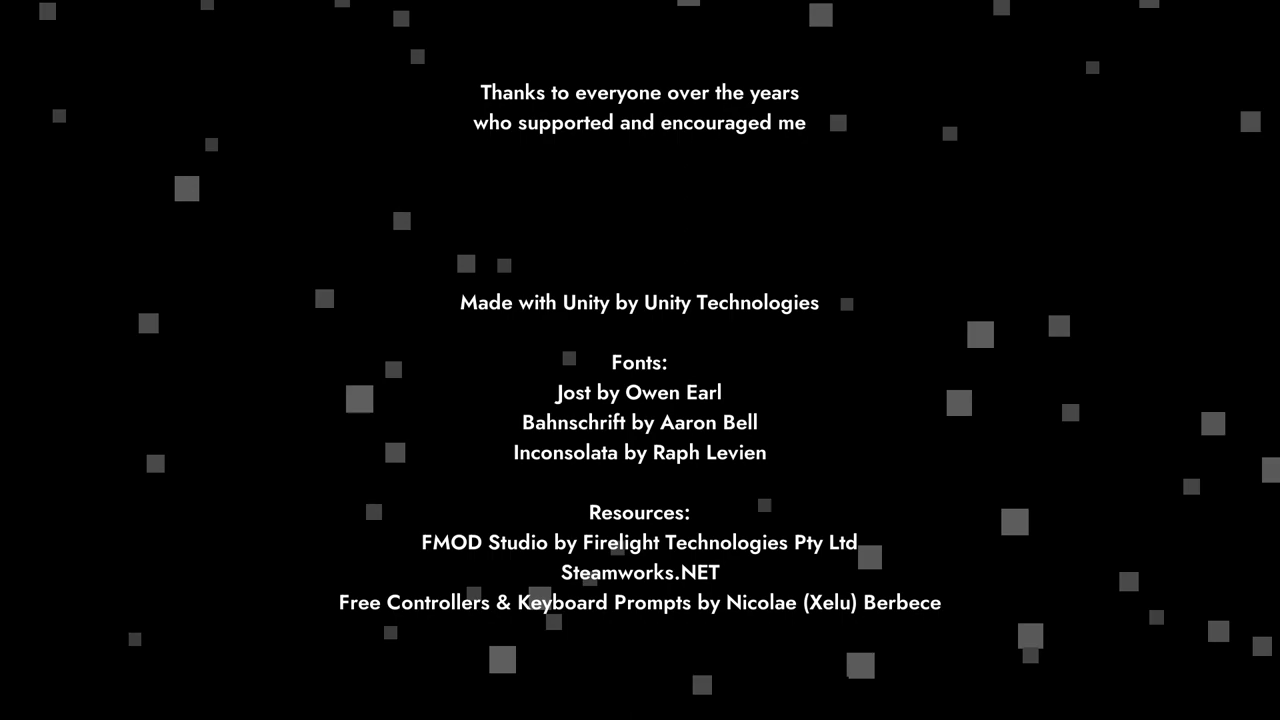 Thanks to everyone over the years
who supported and encouraged me
Made with Unity by Unity Technologies
Fonts:
Jost by Owen Earl
Bahnschrift by Aaron Bell
Inconsolata by Raph Levien
Resources:
FMOD Studio by Firelight Technologies Pty Ltd
Steamworks.NET
Free Controllers & Keyboard Prompts by Nicolae (Xelu) Berbece